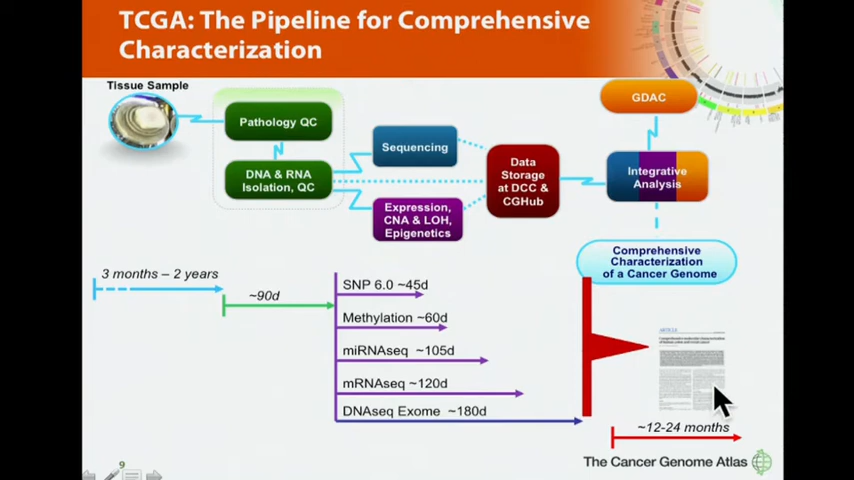 TCGA: The Pipeline for Comprehensive
Characterization
Tissue Sample
Pathology QC
DNA & RNA
Isolation, QC
Sequencing
Expression,
CNA & LOH,
Epigenetics
Data
Storage
at DCC &
CGHub
GDAC
Integrative
Analysis
Comprehensive
Characterization
of a Cancer Genome
3 months – 2 years
~90d
SNP 6.0 ~45d
Methylation ~60d
miRNAseq ~105d
mRNAseq ~120d
DNAseq Exome ~180d
~12-24 months
The Cancer Genome Atlas
9